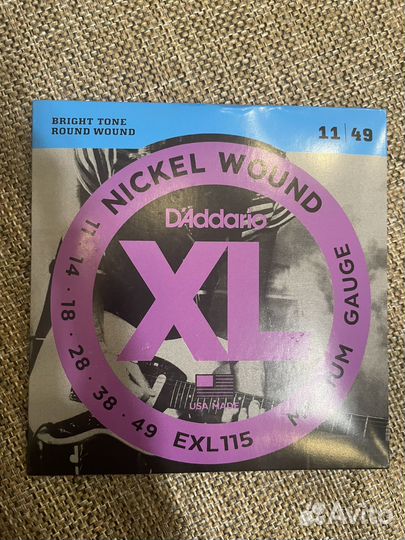 BRIGHT TONE
ROUND WOUND
11 | 49
NICKEL WOUND
D'Addario
XL
USA MADE
11 · 14 · 18 · 28 · 38 · 49
EXL115
MEDIUM GAUGE
Avito